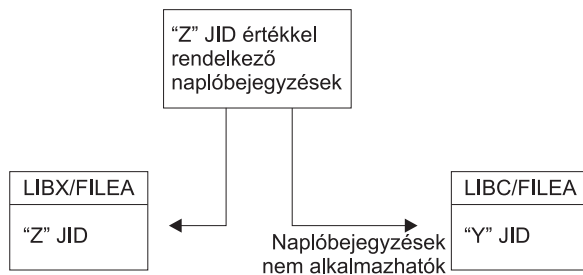 “Z” JID értékkel
rendelkező
naplóbejegyzések
LIBX/FILEA
“Z” JID
LIBC/FILEA
“Y” JID
Naplóbejegyzések
nem alkalmazhatók